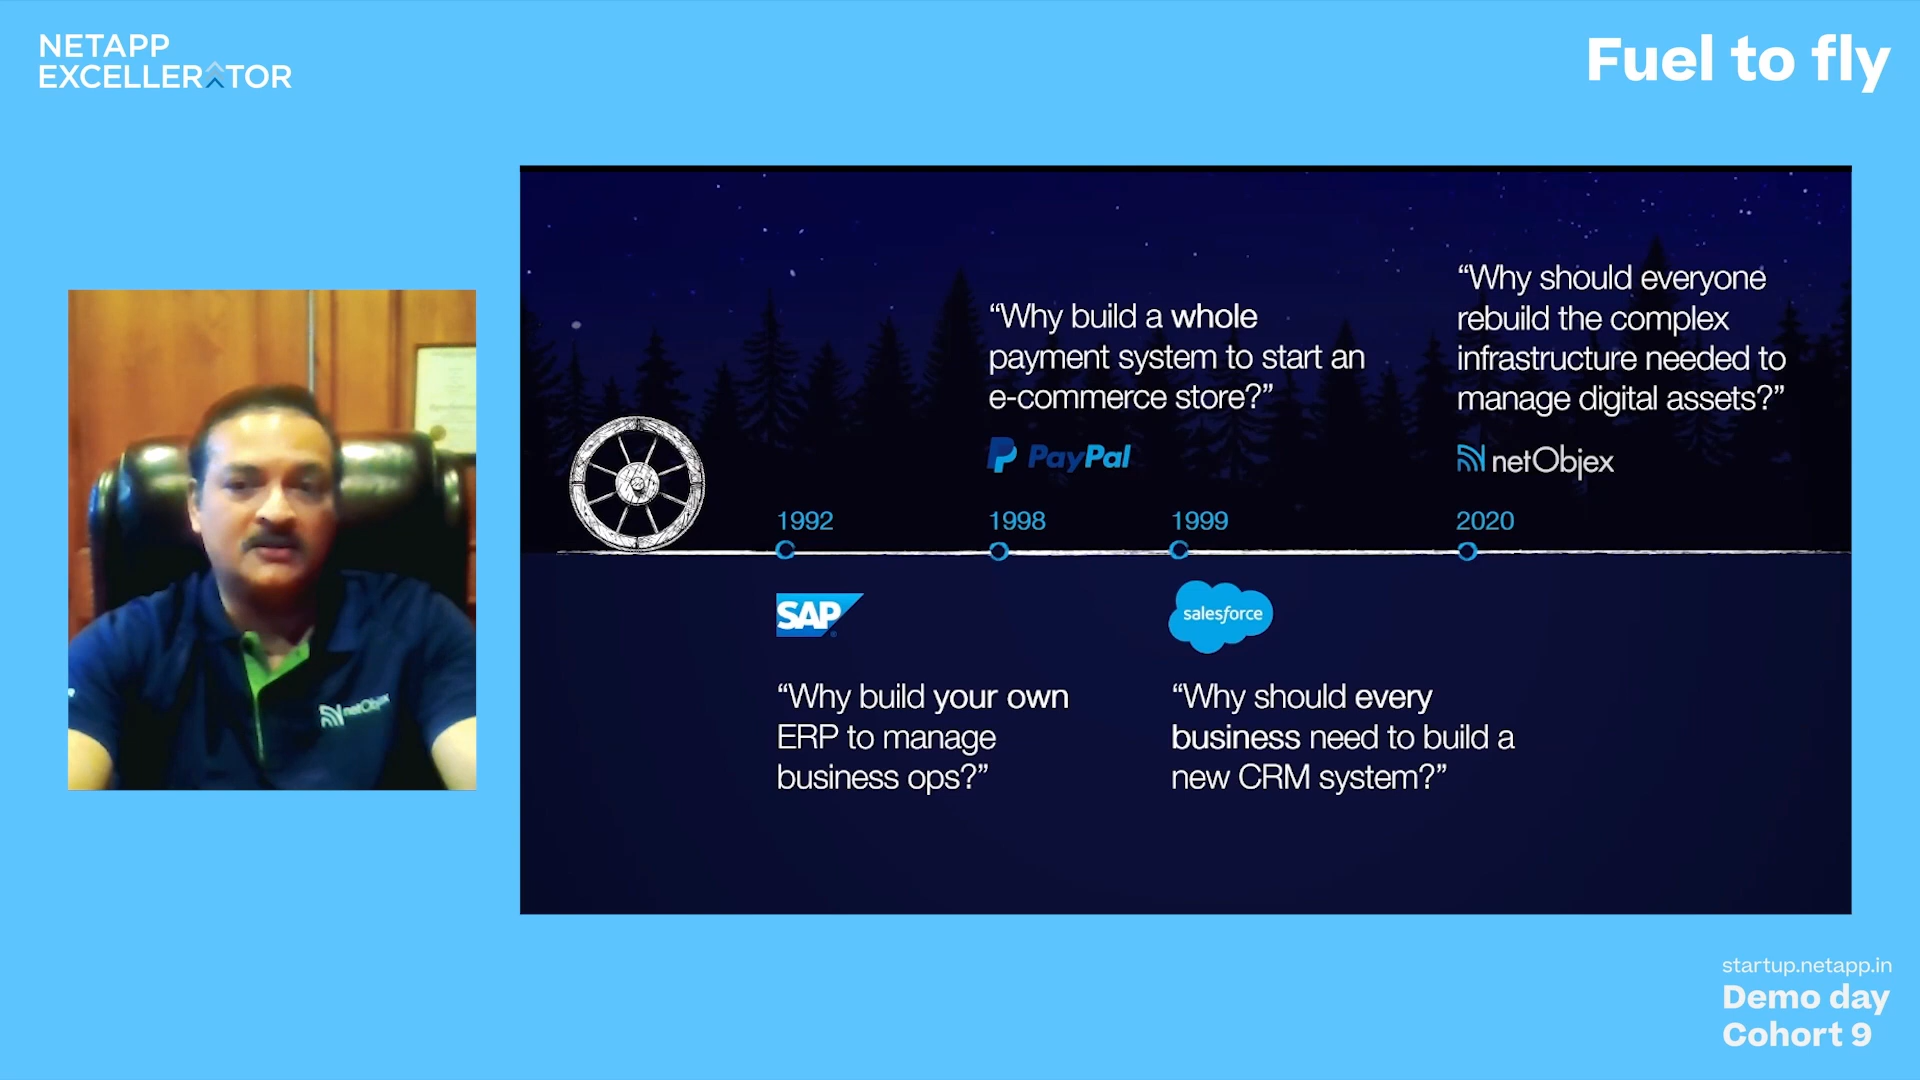 NETAPP
EXCELLERATOR
Fuel to fly
“Why build a whole
payment system to start an
e-commerce store?”
PayPal
“Why should everyone
rebuild the complex
infrastructure needed to
manage digital assets?”
netObjex
1992
1998
1999
2020
SAP
salesforce
“Why build your own
ERP to manage
business ops?”
“Why should every
business need to build a
new CRM system?”
netObjex
startup.netapp.in
Demo day
Cohort 9